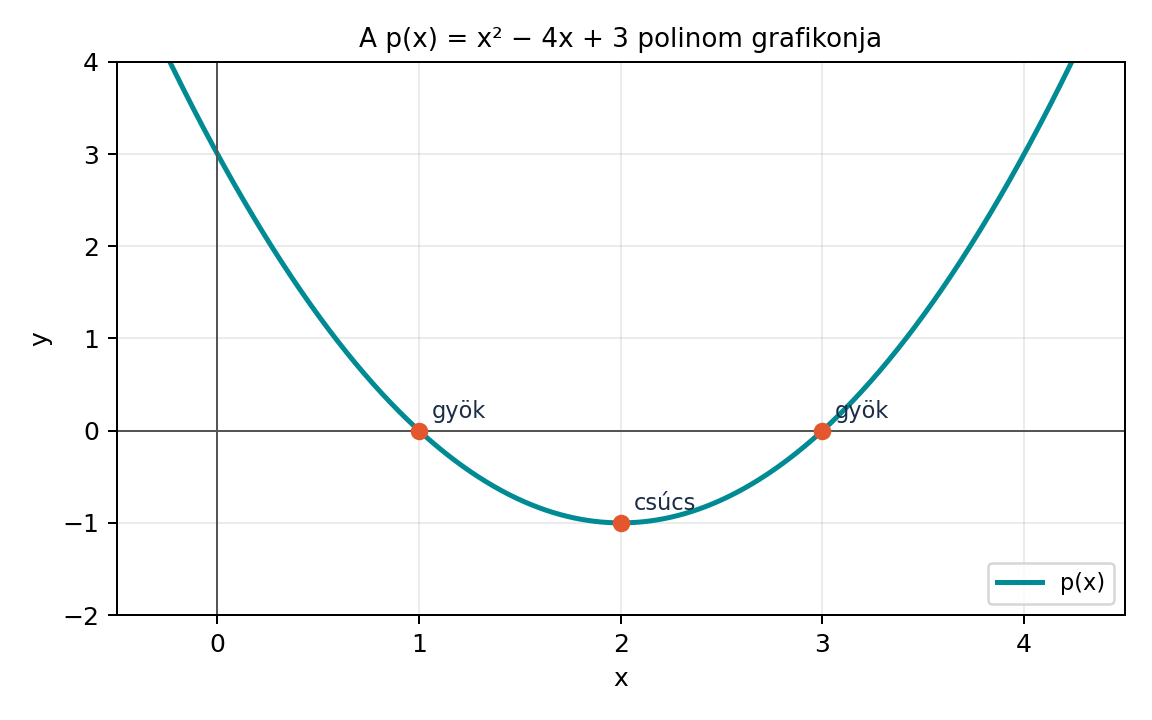 A p(x) = x² − 4x + 3 polinom grafikonja
4
3
2
1
0
−1
−2
y
gyök
gyök
csúcs
p(x)
0
1
2
3
4
x